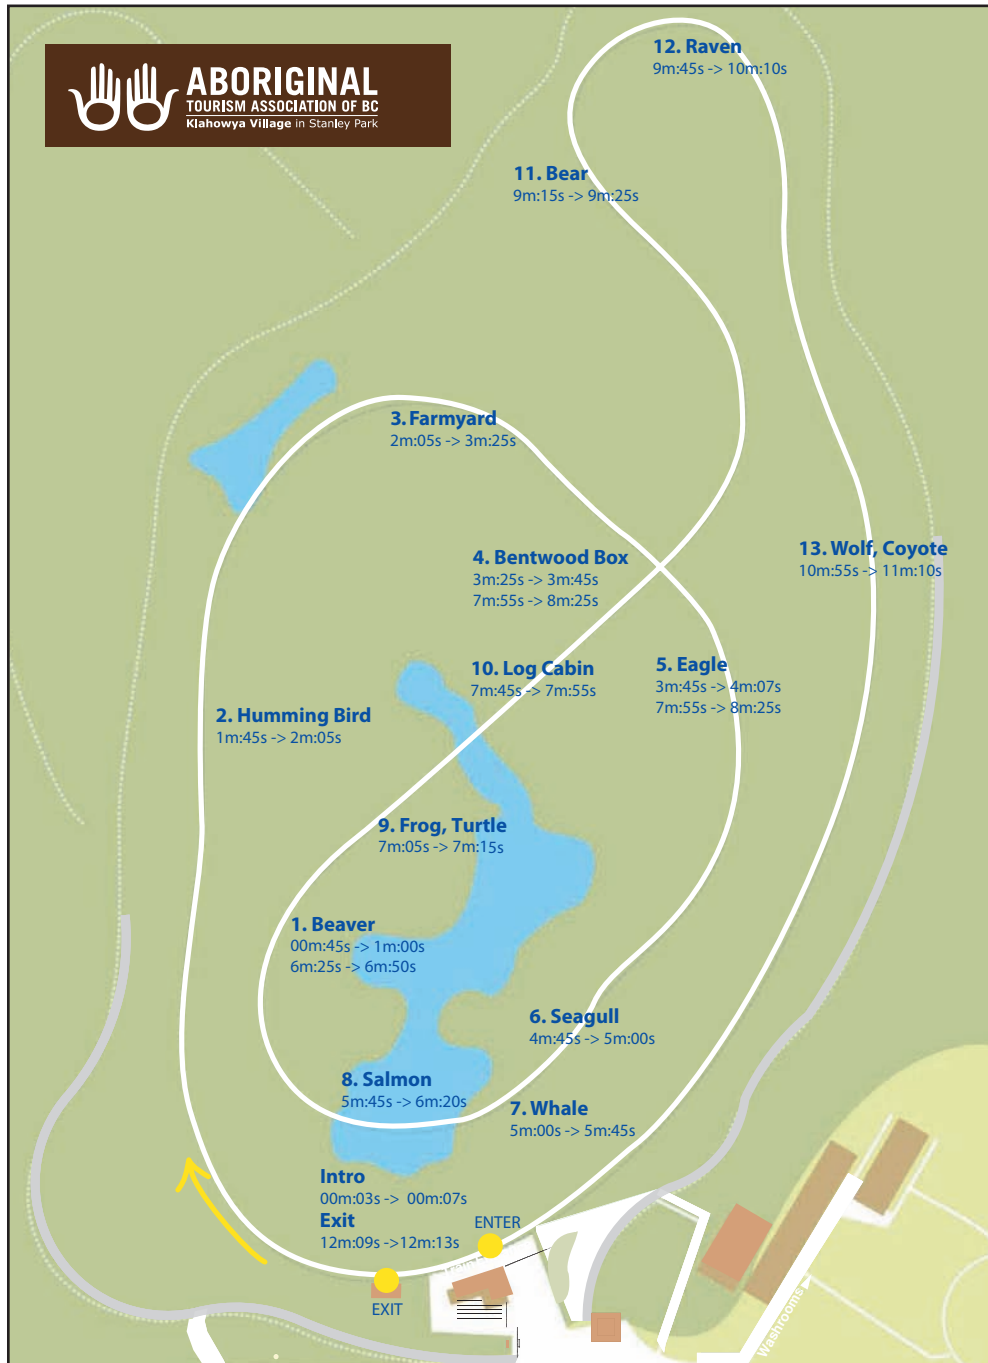 ABORIGINAL
TOURISM ASSOCIATION OF BC
Klahowya Village in Stanley Park
12. Raven
9m:45s -> 10m:10s
11. Bear
9m:15s -> 9m:25s
3. Farmyard
2m:05s -> 3m:25s
4. Bentwood Box
3m:25s -> 3m:45s
7m:55s -> 8m:25s
13. Wolf, Coyote
10m:55s -> 11m:10s
10. Log Cabin
7m:45s -> 7m:55s
5. Eagle
3m:45s -> 4m:07s
7m:55s -> 8m:25s
2. Humming Bird
1m:45s -> 2m:05s
9. Frog, Turtle
7m:05s -> 7m:15s
1. Beaver
00m:45s -> 1m:00s
6m:25s -> 6m:50s
6. Seagull
4m:45s -> 5m:00s
8. Salmon
5m:45s -> 6m:20s
7. Whale
5m:00s -> 5m:45s
Intro
00m:03s -> 00m:07s
Exit
12m:09s ->12m:13s
ENTER
EXIT
Washrooms